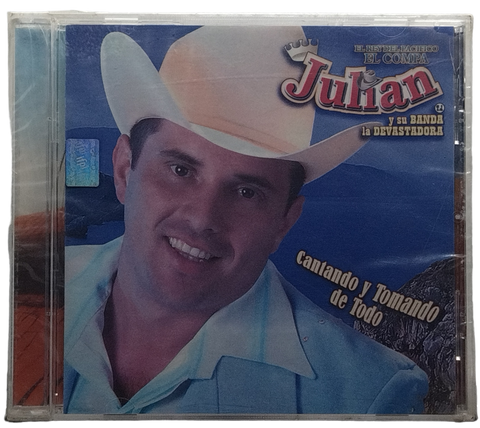 EL REY DEL PACIFICO
EL COMPA
Julian
y su BANDA
la DEVASTADORA
Cantando y Tomando
de Todo